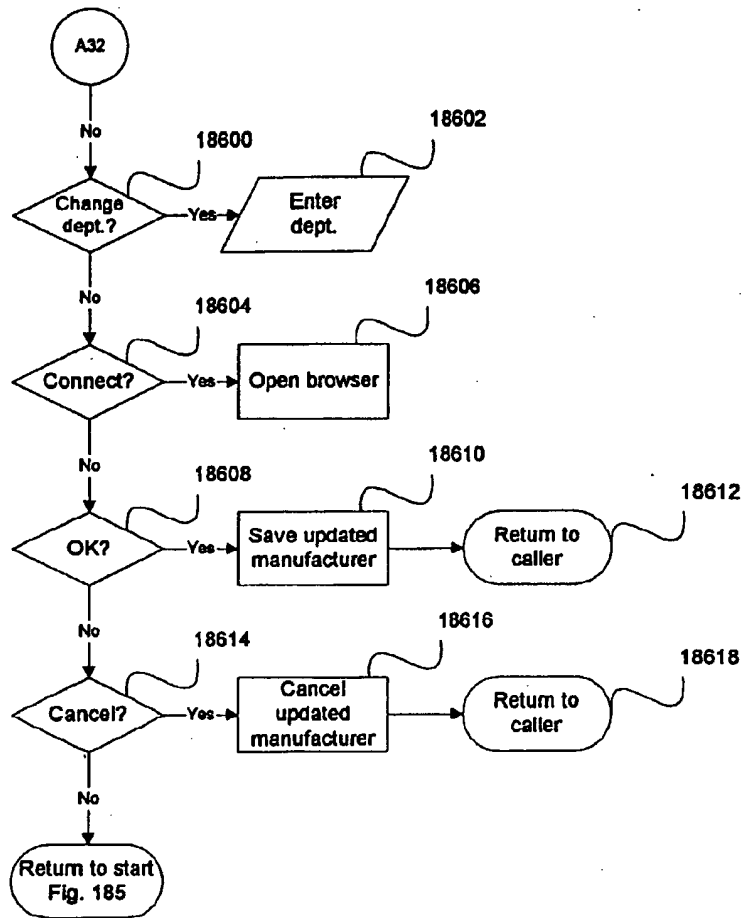 A32
No
18600
18602
Change
dept.?
Yes
Enter
dept.
No
18604
18606
Connect?
Yes
Open browser
No
18608
18610
18612
OK?
Yes
Save updated
manufacturer
Return to
caller
No
18614
18616
18618
Cancel?
Yes
Cancel
updated
manufacturer
Return to
caller
No
Return to start
Fig. 185